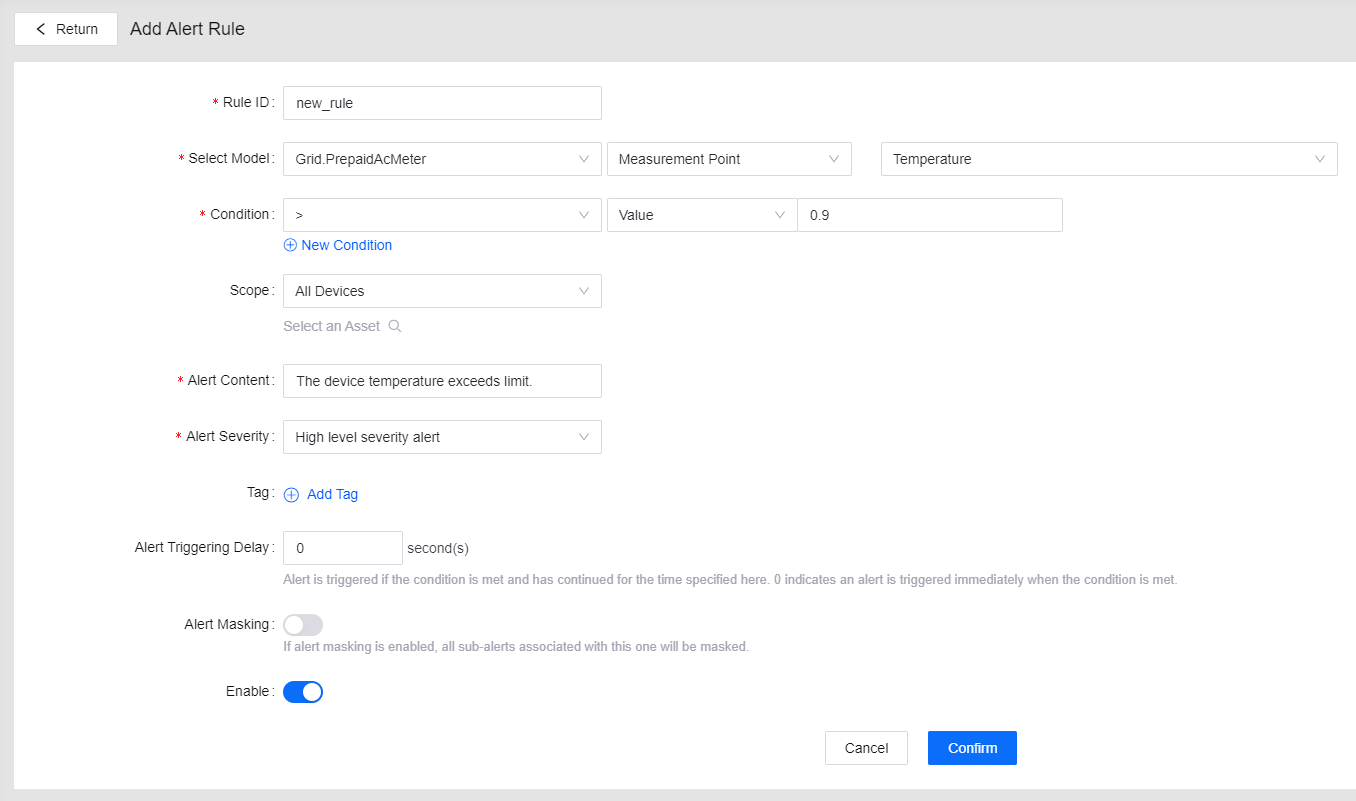 Return Add Alert Rule
* Rule ID : new_rule
* Select Model : Grid.PrepaidAcMeter Measurement Point Temperature
* Condition : > Value 0.9
New Condition
Scope : All Devices
Select an Asset
* Alert Content : The device temperature exceeds limit.
* Alert Severity : High level severity alert
Tag : Add Tag
Alert Triggering Delay : 0 second(s)
Alert is triggered if the condition is met and has continued for the time specified here. 0 indicates an alert is triggered immediately when the condition is met.
Alert Masking :
If alert masking is enabled, all sub-alerts associated with this one will be masked.
Enable :
Cancel Confirm